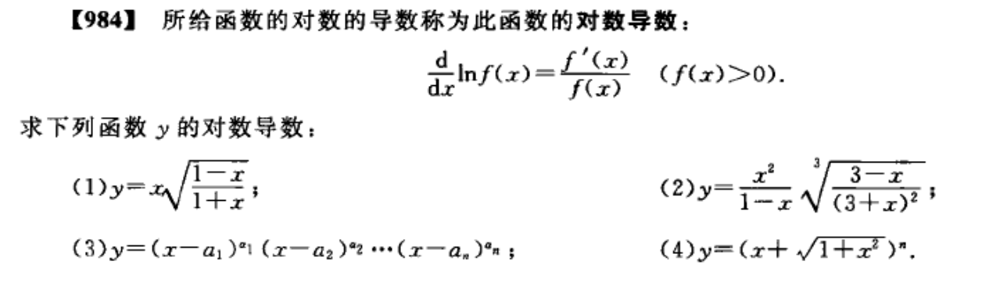 【984】 所给函数的对数的导数称为此函数的对数导数：
$\frac{\mathrm{d}}{\mathrm{d}x}\ln f(x)=\frac{f'(x)}{f(x)}$ $(f(x)>0).$
求下列函数 y 的对数导数：
(1) $y=x\sqrt{\frac{1-x}{1+x}}$； (2) $y=\frac{x^2}{1-x}\sqrt[3]{\frac{3-x}{(3+x)^2}}$；
(3) $y=(x-a_1)^{\alpha_1}(x-a_2)^{\alpha_2}\cdots(x-a_n)^{\alpha_n}$； (4) $y=(x+\sqrt{1+x^2})^n.$